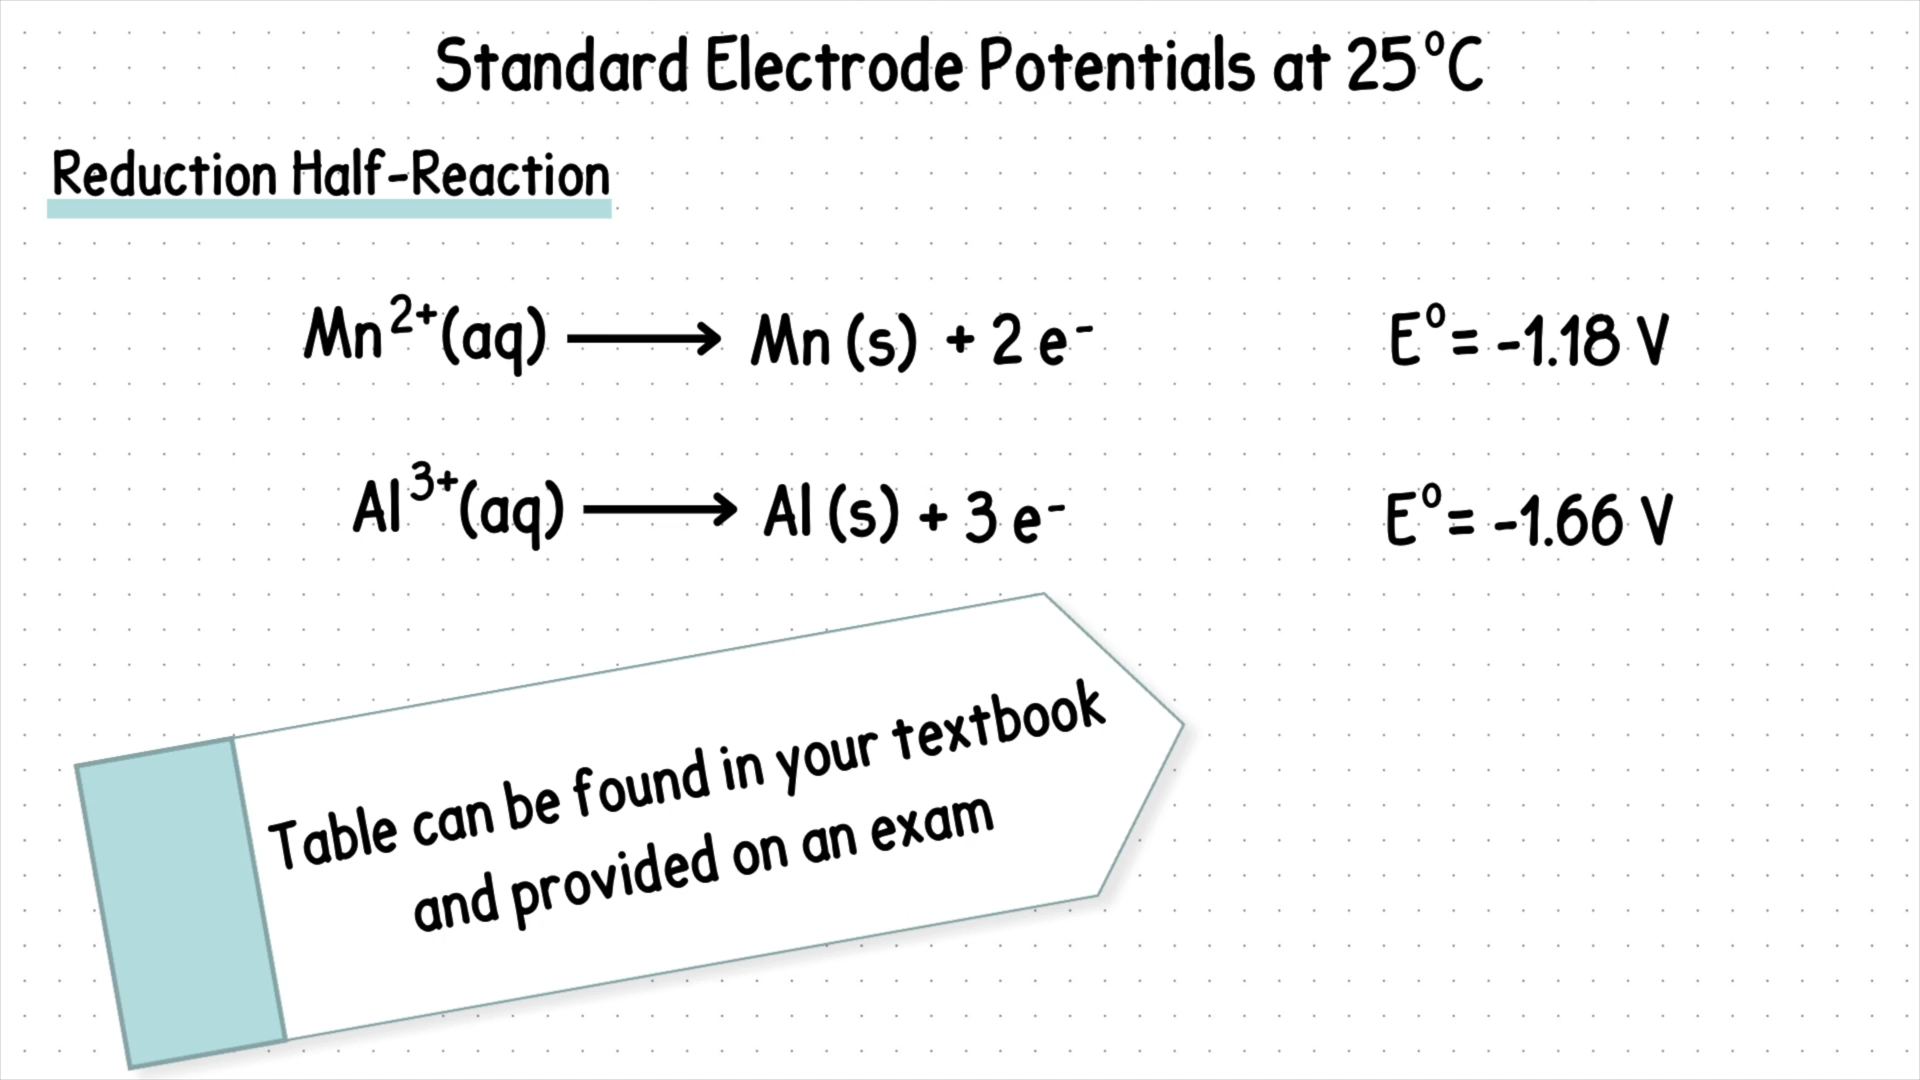 Standard Electrode Potentials at 25°C
Reduction Half-Reaction
Mn²⁺(aq) ⟶ Mn (s) + 2 e⁻ E°= -1.18 V
Al³⁺(aq) ⟶ Al (s) + 3 e⁻ E°= -1.66 V
Table can be found in your textbook
and provided on an exam